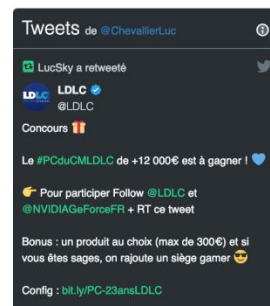 Tweets de @ChevallierLuc
LucSky a retweeté
LDLC
LDLC
@LDLC
Concours
Le #PCduCMLDLC de +12 000€ est à gagner !
Pour participer Follow @LDLC et
@NVIDIAGeForceFR + RT ce tweet
Bonus : un produit au choix (max de 300€) et si
vous êtes sages, on rajoute un siège gamer
Config : bit.ly/PC-23ansLDLC